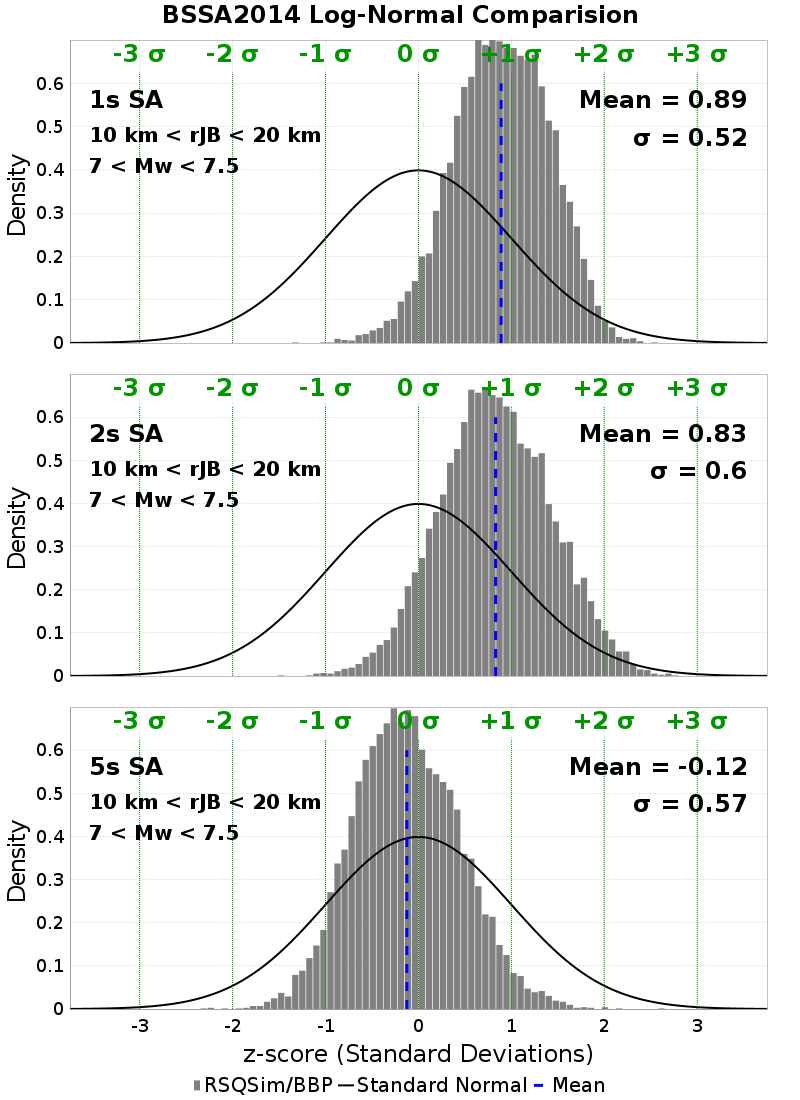 BSSA2014 Log-Normal Comparision
-3 σ -2 σ -1 σ 0 σ +1 σ +2 σ +3 σ
1s SA
Mean = 0.89
10 km < rJB < 20 km
σ = 0.52
7 < Mw < 7.5
Density
0.6
0.5
0.4
0.3
0.2
0.1
0
-3 σ -2 σ -1 σ 0 σ +1 σ +2 σ +3 σ
2s SA
Mean = 0.83
10 km < rJB < 20 km
σ = 0.6
7 < Mw < 7.5
Density
0.6
0.5
0.4
0.3
0.2
0.1
0
-3 σ -2 σ -1 σ 0 σ +1 σ +2 σ +3 σ
5s SA
Mean = -0.12
10 km < rJB < 20 km
σ = 0.57
7 < Mw < 7.5
Density
0.6
0.5
0.4
0.3
0.2
0.1
0
-3 -2 -1 0 1 2 3
z-score (Standard Deviations)
RSQSim/BBP Standard Normal Mean